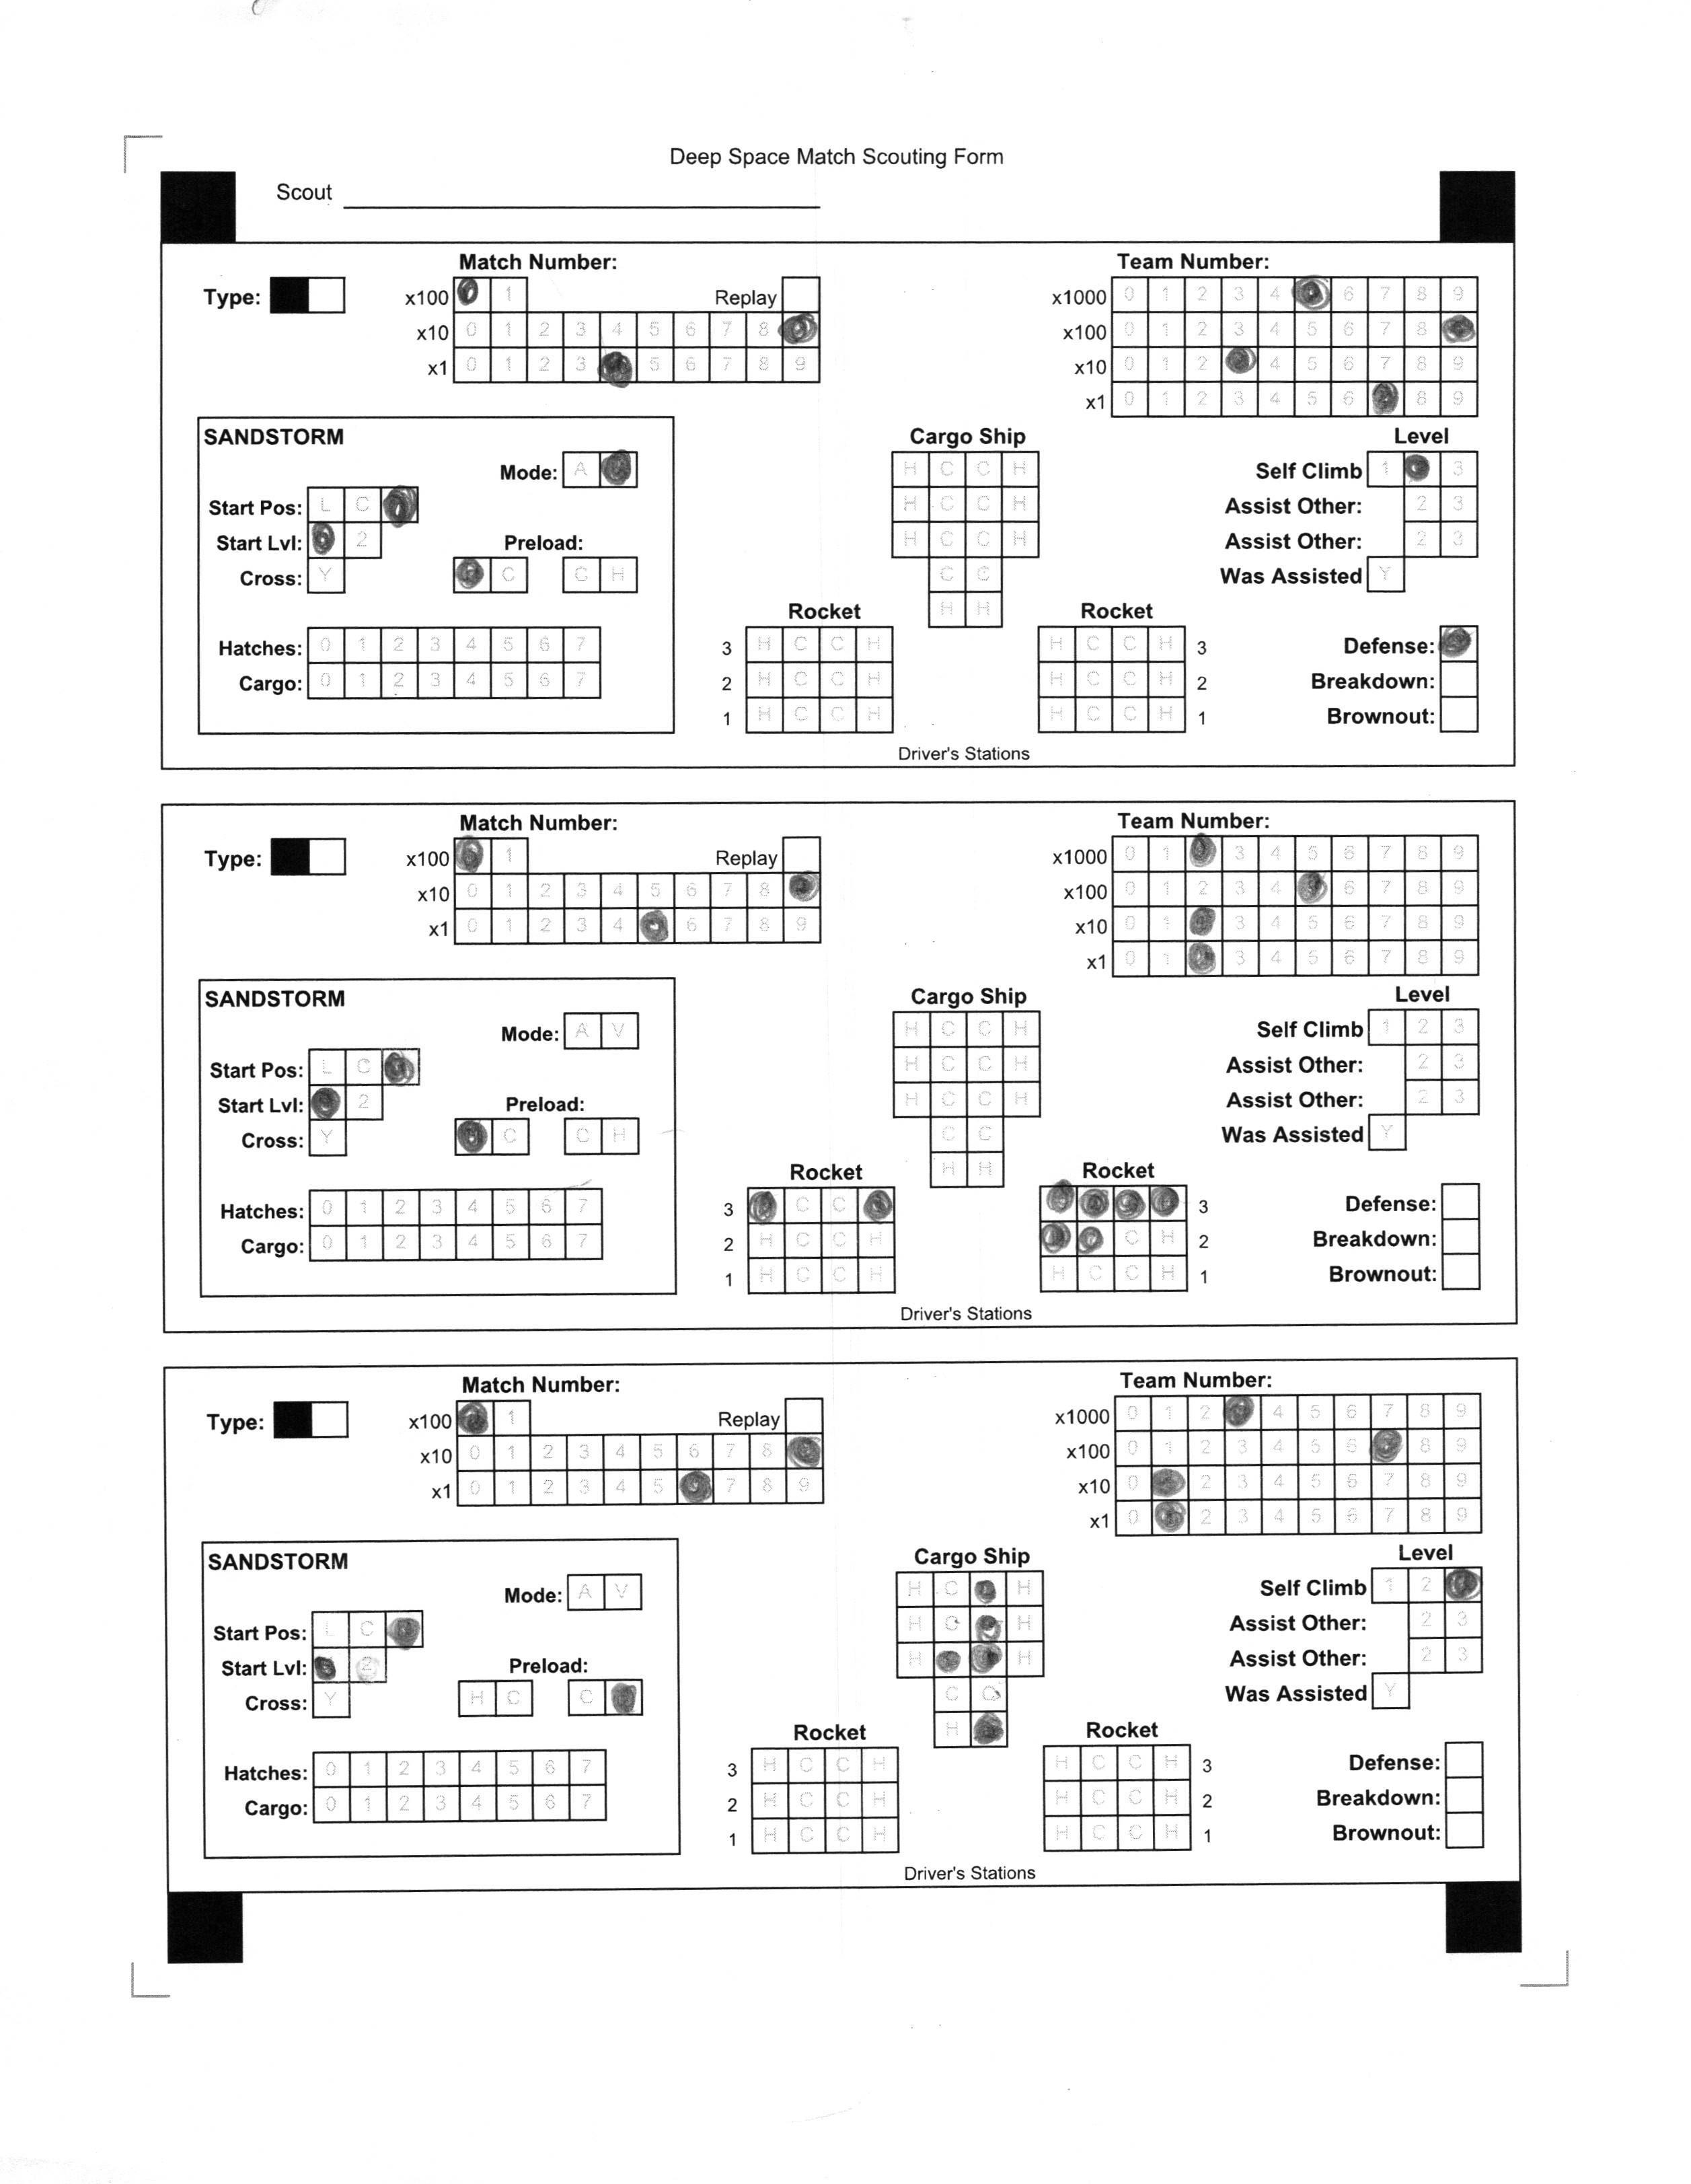 Deep Space Match Scouting Form
Scout
Match Number: Team Number:
Type: x100 1 Replay x1000 0 1 2 3 4 6 7 8 9
x10 0 1 2 3 4 5 6 7 8 x100 0 1 2 3 4 5 6 7 8
x1 0 1 2 3 5 6 7 8 9 x10 0 1 2 4 5 6 7 8 9
x1 0 1 2 3 4 5 6 8 9
SANDSTORM Cargo Ship Level
Mode: A H C C H Self Climb 1 3
Start Pos: L C H C C H Assist Other: 2 3
Start Lvl: 2 Preload: H C C H Assist Other: 2 3
Cross: Y C C H C C Was Assisted Y
Rocket H H Rocket
Hatches: 0 1 2 3 4 5 6 7 3 H C C H H C C H 3 Defense:
Cargo: 0 1 2 3 4 5 6 7 2 H C C H H C C H 2 Breakdown:
1 H C C H H C C H 1 Brownout:
Driver's Stations
Match Number: Team Number:
Type: x100 1 Replay x1000 0 1 3 4 5 6 7 8 9
x10 0 1 2 3 4 5 6 7 8 x100 0 1 2 3 4 6 7 8 9
x1 0 1 2 3 4 6 7 8 9 x10 0 1 3 4 5 6 7 8 9
x1 0 1 3 4 5 6 7 8 9
SANDSTORM Cargo Ship Level
Mode: A V H C C H Self Climb 1 2 3
Start Pos: L C H C C H Assist Other: 2 3
Start Lvl: 2 Preload: H C C H Assist Other: 2 3
Cross: Y C C H C C Was Assisted Y
Rocket H H Rocket
Hatches: 0 1 2 3 4 5 6 7 3 C C 3 Defense:
Cargo: 0 1 2 3 4 5 6 7 2 H C C H C H 2 Breakdown:
1 H C C H H C C H 1 Brownout:
Driver's Stations
Match Number: Team Number:
Type: x100 1 Replay x1000 0 1 2 4 5 6 7 8 9
x10 0 1 2 3 4 5 6 7 8 x100 0 1 2 3 4 5 6 8 9
x1 0 1 2 3 4 5 7 8 9 x10 0 2 3 4 5 6 7 8 9
x1 0 2 3 4 5 6 7 8 9
SANDSTORM Cargo Ship Level
Mode: A V H C H Self Climb 1 2
Start Pos: L C H C H Assist Other: 2 3
Start Lvl: 2 Preload: H H Assist Other: 2 3
Cross: Y H C C C C Was Assisted Y
Rocket H Rocket
Hatches: 0 1 2 3 4 5 6 7 3 H C C H H C C H 3 Defense:
Cargo: 0 1 2 3 4 5 6 7 2 H C C H H C C H 2 Breakdown:
1 H C C H H C C H 1 Brownout:
Driver's Stations